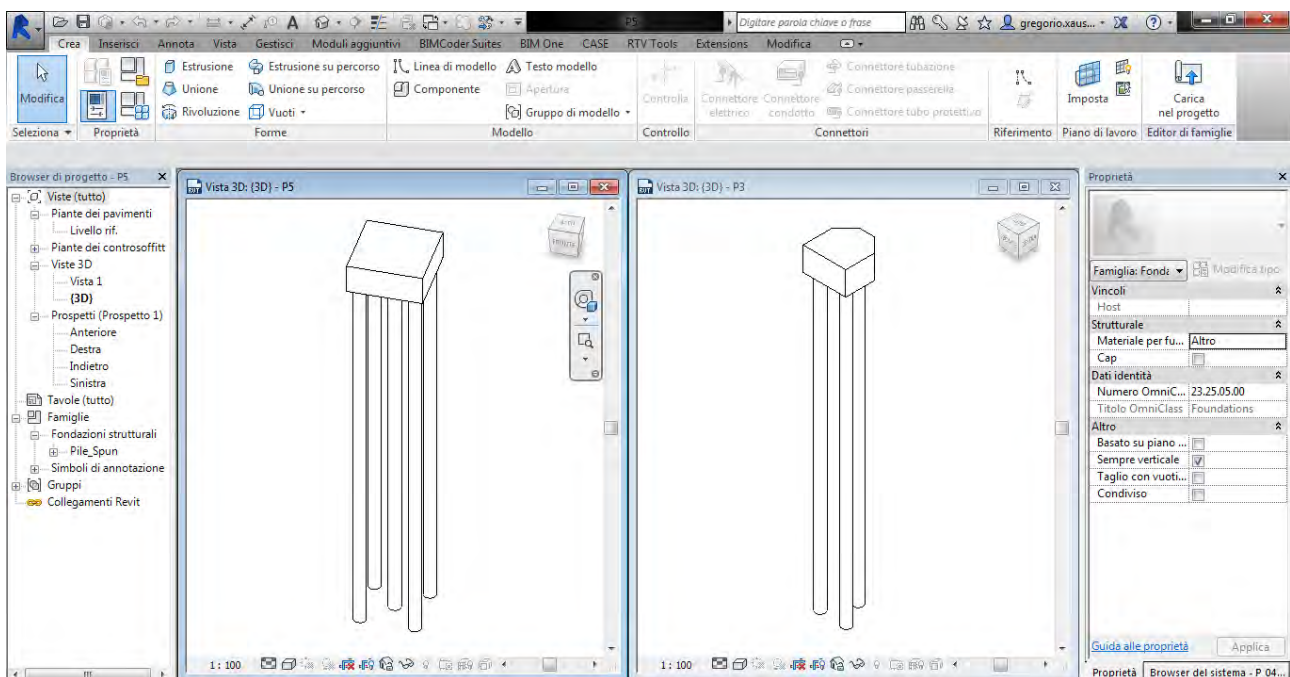 P5
Digitare parola chiave o frase
gregorio.xaus...
Crea Inserisci Annota Vista Gestisci Moduli aggiuntivi BIMCoder Suites BIM One CASE RTV Tools Extensions Modifica
Estrusione Estrusione su percorso Linea di modello Testo modello Connettore tubazione
Unione Unione su percorso Componente Apertura Connettore passerella
Modifica Controlla Connettore elettrico Connettore condotto Imposta Carica nel progetto
Rivoluzione Vuoti Gruppo di modello Connettore tubo protettivo
Seleziona Proprietà Forme Modello Controllo Connettori Riferimento Piano di lavoro Editor di famiglie
Browser di progetto - P5
Viste (tutto)
Piante dei pavimenti
Livello rif.
Piante dei controsoffitt
Viste 3D
Vista 1
{3D}
Prospetti (Prospetto 1)
Anteriore
Destra
Indietro
Sinistra
Tavole (tutto)
Famiglie
Fondazioni strutturali
Pile_Spun
Simboli di annotazione
Gruppi
Collegamenti Revit
Vista 3D: {3D} - P5
1 : 100
Vista 3D: {3D} - P3
1 : 100
Proprietà
Famiglia: Fonda Modifica tipo
Vincoli
Host
Strutturale
Materiale per fu... Altro
Cap
Dati identità
Numero OmniC... 23.25.05.00
Titolo OmniClass Foundations
Altro
Basato su piano ...
Sempre verticale
Taglio con vuoti...
Condiviso
Guida alle proprietà Applica
Proprietà Browser del sistema - P_04...